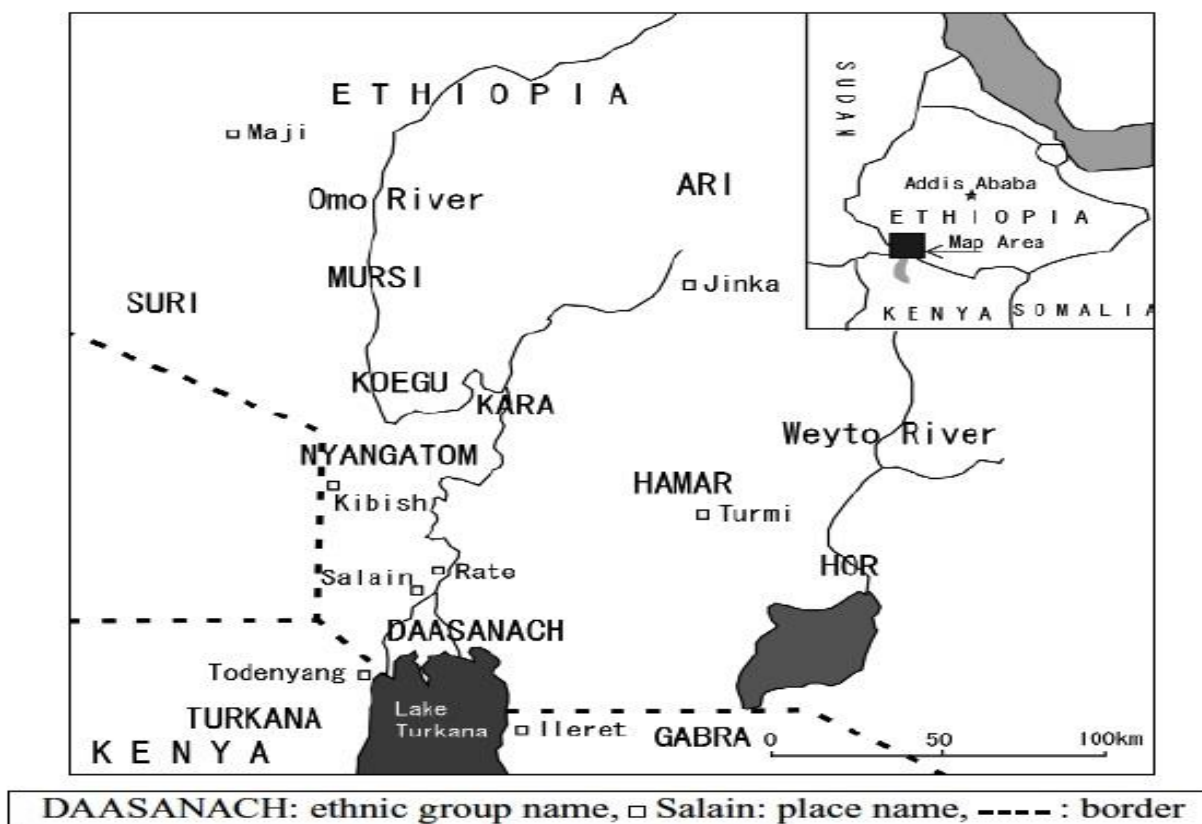 ETHIOPIA
Maji
Omo River
ARI
MURSI
SURI
Jinka
KOEGU
KARA
NYANGATOM
Kibish
Weyto River
HAMAR
Turmi
HOR
Salain
Rate
DAASANACH
Todenyang
TURKANA
Lake
Turkana
Ileret
GABRA
KENYA
0 50 100km
SUDAN
Addis Ababa
ETHIOPIA
Map Area
KENYA
SOMALIA
DAASANACH: ethnic group name, □ Salain: place name, ----: border